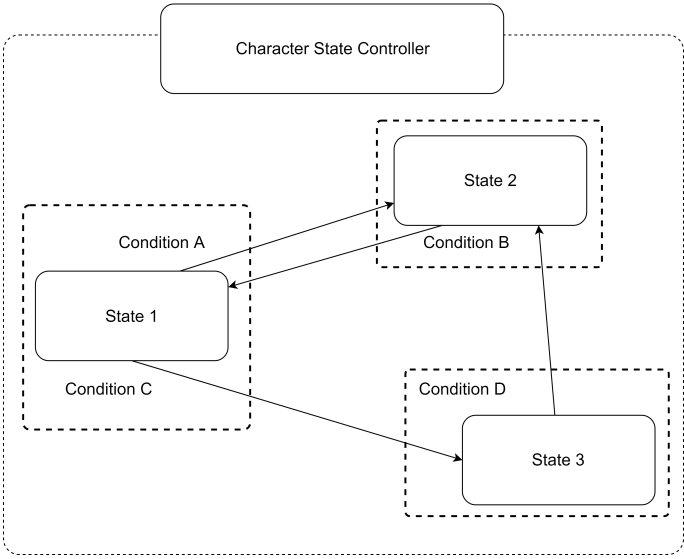 Character State Controller
State 2
Condition A
Condition B
State 1
Condition C
Condition D
State 3